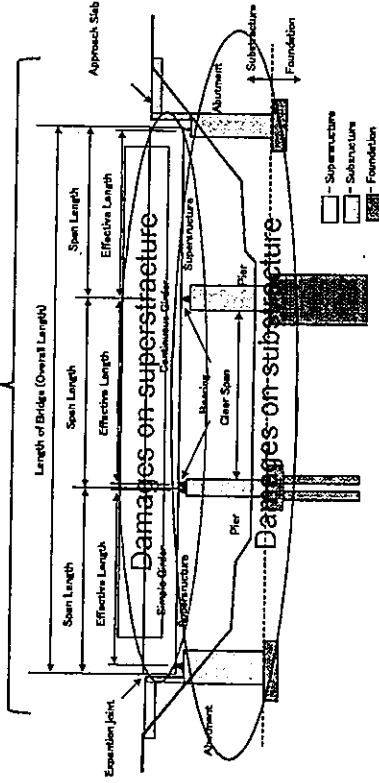 Length of Bridge (Overall Length)
Span Length
Span Length
Span Length
Effective Length
Effective Length
Effective Length
Approach Slab
Expantion Joint
Damages on superstracture
Simple Girder
Continuous Girder
Superstructure
Superstructure
Bearing
Clear Span
Pier
Pier
Abutment
Abutment
Substructure
Foundation
Damages on substructure
- Superstructure
- Substructure
- Foundation